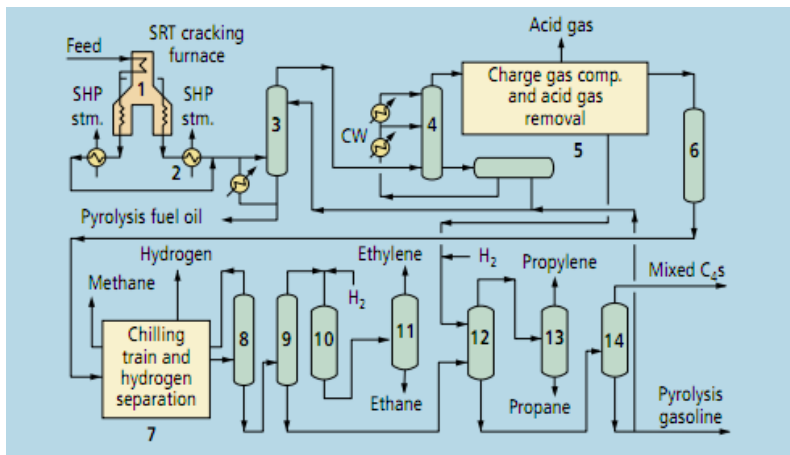 Acid gas
SRT cracking
furnace
Feed
1
SHP
stm.
SHP
stm.
2
3
CW
4
Charge gas comp.
and acid gas
removal
5
6
Pyrolysis fuel oil
Hydrogen
Methane
Chilling
train and
hydrogen
separation
7
8
9
H₂
10
Ethylene
11
Ethane
H₂
12
Propylene
13
Propane
14
Mixed C₄s
Pyrolysis
gasoline